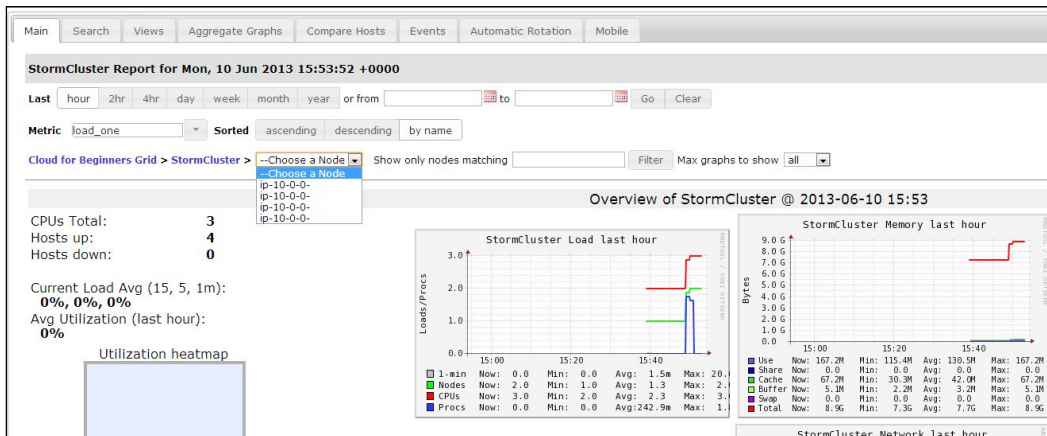 Main Search Views Aggregate Graphs Compare Hosts Events Automatic Rotation Mobile
StormCluster Report for Mon, 10 Jun 2013 15:53:52 +0000
Last hour 2hr 4hr day week month year or from to Go Clear
Metric load_one Sorted ascending descending by name
Cloud for Beginners Grid > StormCluster > --Choose a Node Show only nodes matching Filter Max graphs to show all
--Choose a Node
ip-10-0-0-
ip-10-0-0-
ip-10-0-0-
ip-10-0-0-
Overview of StormCluster @ 2013-06-10 15:53
CPUs Total: 3
Hosts up: 4
Hosts down: 0
Current Load Avg (15, 5, 1m):
0%, 0%, 0%
Avg Utilization (last hour):
0%
Utilization heatmap
StormCluster Load last hour
Loads/Procs
3.0
2.0
1.0
0.0
15:00 15:20 15:40
1-min Now: 0.0 Min: 0.0 Avg: 1.5m Max: 20.
Nodes Now: 2.0 Min: 1.0 Avg: 1.3 Max: 2.
CPUs Now: 3.0 Min: 2.0 Avg: 2.3 Max: 3.
Procs Now: 0.0 Min: 0.0 Avg:242.9m Max: 1.
RRDTOOL / TOBI OETIKER
StormCluster Memory last hour
Bytes
9.0 G
8.0 G
7.0 G
6.0 G
5.0 G
4.0 G
3.0 G
2.0 G
1.0 G
0.0
15:00 15:20 15:40
Use Now: 167.2M Min: 115.4M Avg: 130.5M Max: 167.2M
Share Now: 0.0 Min: 0.0 Avg: 0.0 Max: 0.0
Cache Now: 67.2M Min: 30.3M Avg: 42.0M Max: 67.2M
Buffer Now: 5.1M Min: 2.2M Avg: 3.2M Max: 5.1M
Swap Now: 0.0 Min: 0.0 Avg: 0.0 Max: 0.0
Total Now: 8.9G Min: 7.3G Avg: 7.7G Max: 8.9G
RRDTOOL / TOBI OETIKER
StormCluster Network last hour